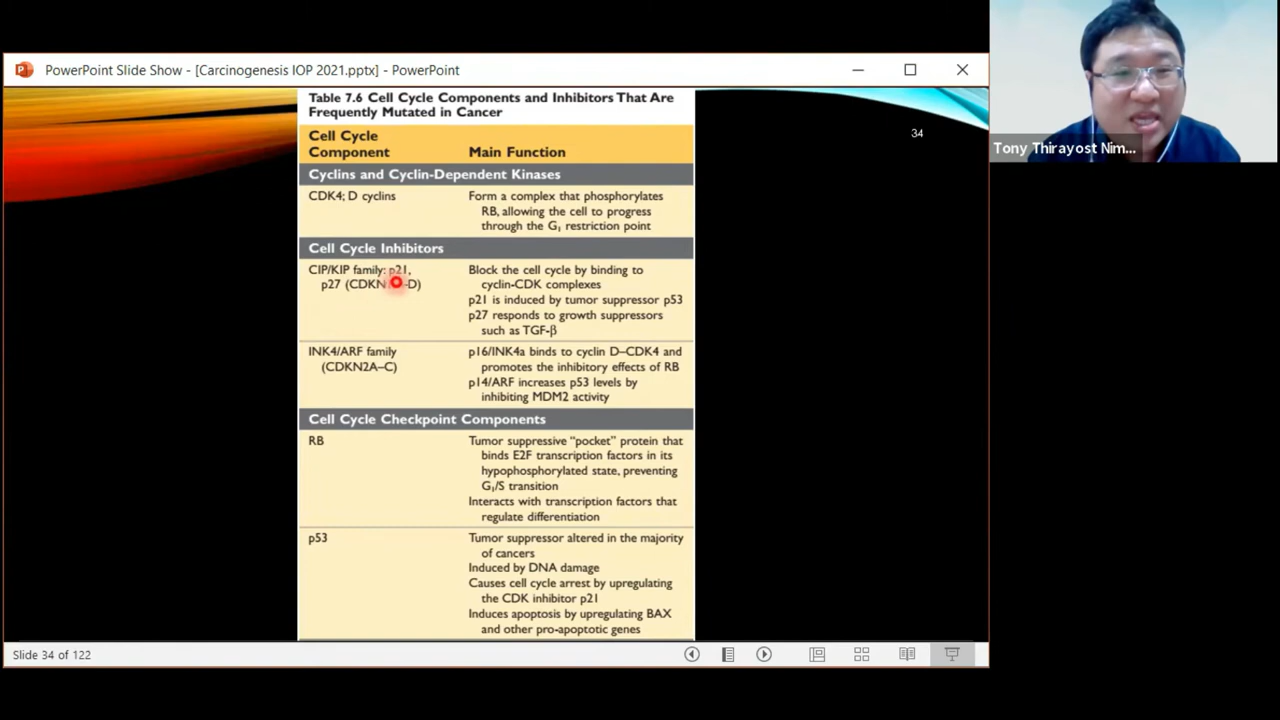 PowerPoint Slide Show - [Carcinogenesis IOP 2021.pptx] - PowerPoint
Table 7.6 Cell Cycle Components and Inhibitors That Are
Frequently Mutated in Cancer
34
Cell Cycle
Component
Main Function
Cyclins and Cyclin-Dependent Kinases
CDK4; D cyclins
Form a complex that phosphorylates
RB, allowing the cell to progress
through the G₁ restriction point
Cell Cycle Inhibitors
CIP/KIP family: p21,
p27
Block the cell cycle by binding to
cyclin-CDK complexes
p21 is induced by tumor suppressor p53
p27 responds to growth suppressors
such as TGF-β
INK4/ARF family
(CDKN2A–C)
p16/INK4a binds to cyclin D–CDK4 and
promotes the inhibitory effects of RB
p14/ARF increases p53 levels by
inhibiting MDM2 activity
Cell Cycle Checkpoint Components
RB
Tumor suppressive “pocket” protein that
binds E2F transcription factors in its
hypophosphorylated state, preventing
G₁/S transition
Interacts with transcription factors that
regulate differentiation
p53
Tumor suppressor altered in the majority
of cancers
Induced by DNA damage
Causes cell cycle arrest by upregulating
the CDK inhibitor p21
Induces apoptosis by upregulating BAX
and other pro-apoptotic genes
Slide 34 of 122
Tony Thirayost Nim...